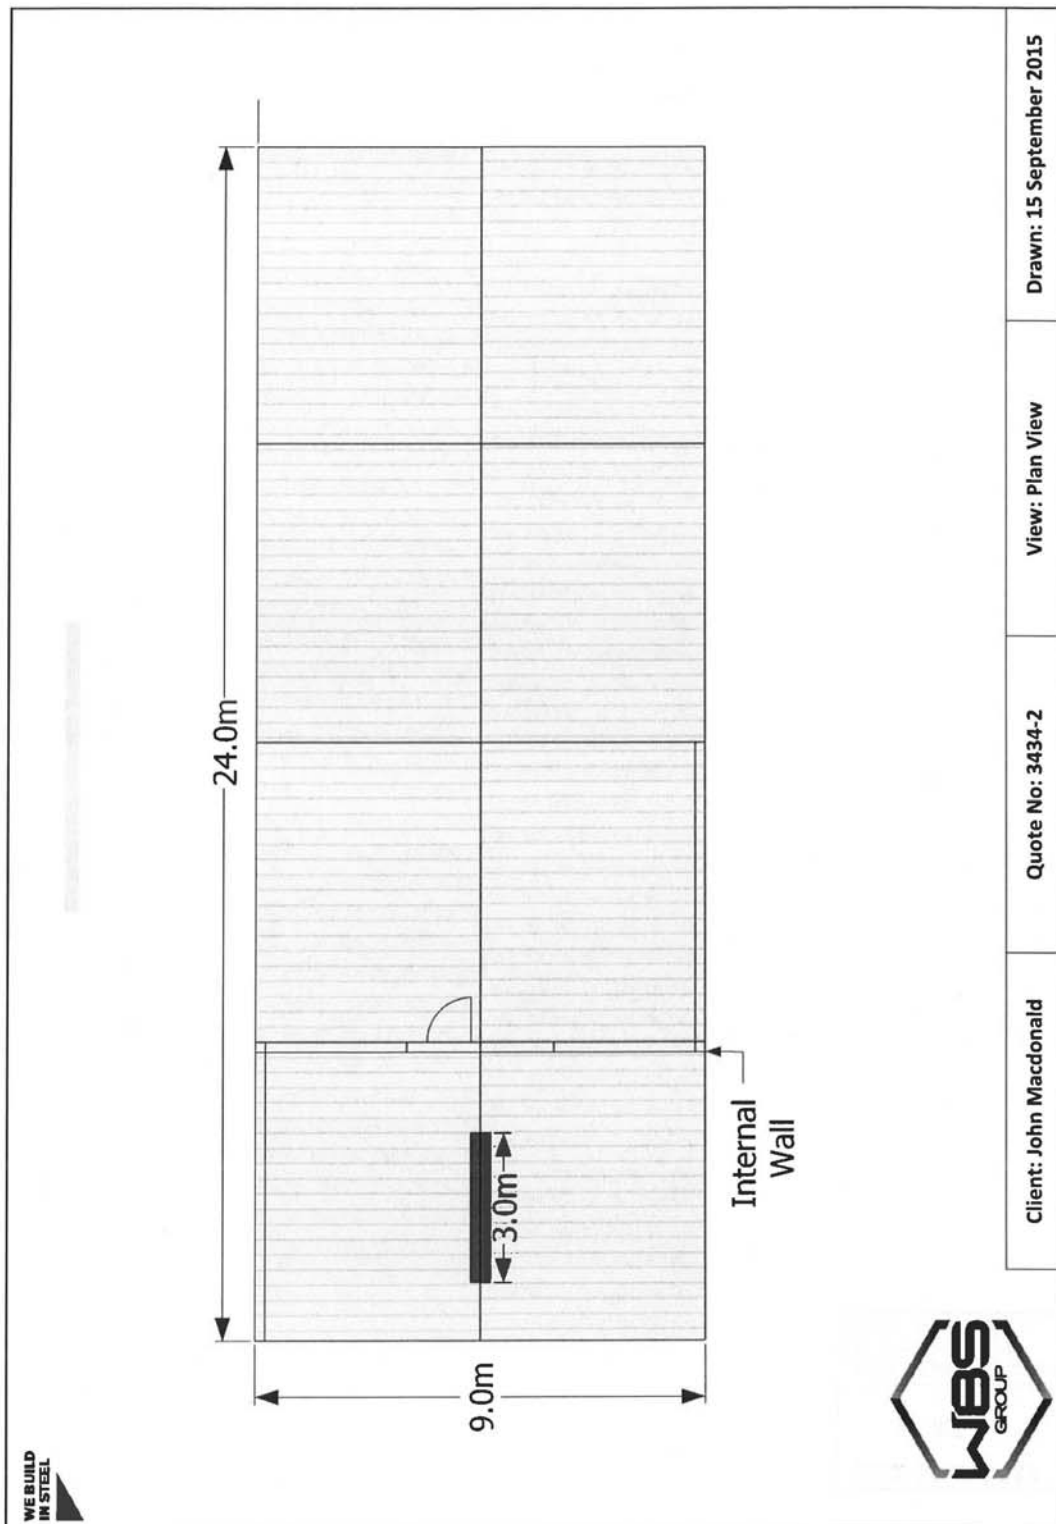 WE BUILD
IN STEEL
24.0m
9.0m
3.0m
Internal
Wall
WBS
GROUP
Client: John Macdonald
Quote No: 3434-2
View: Plan View
Drawn: 15 September 2015